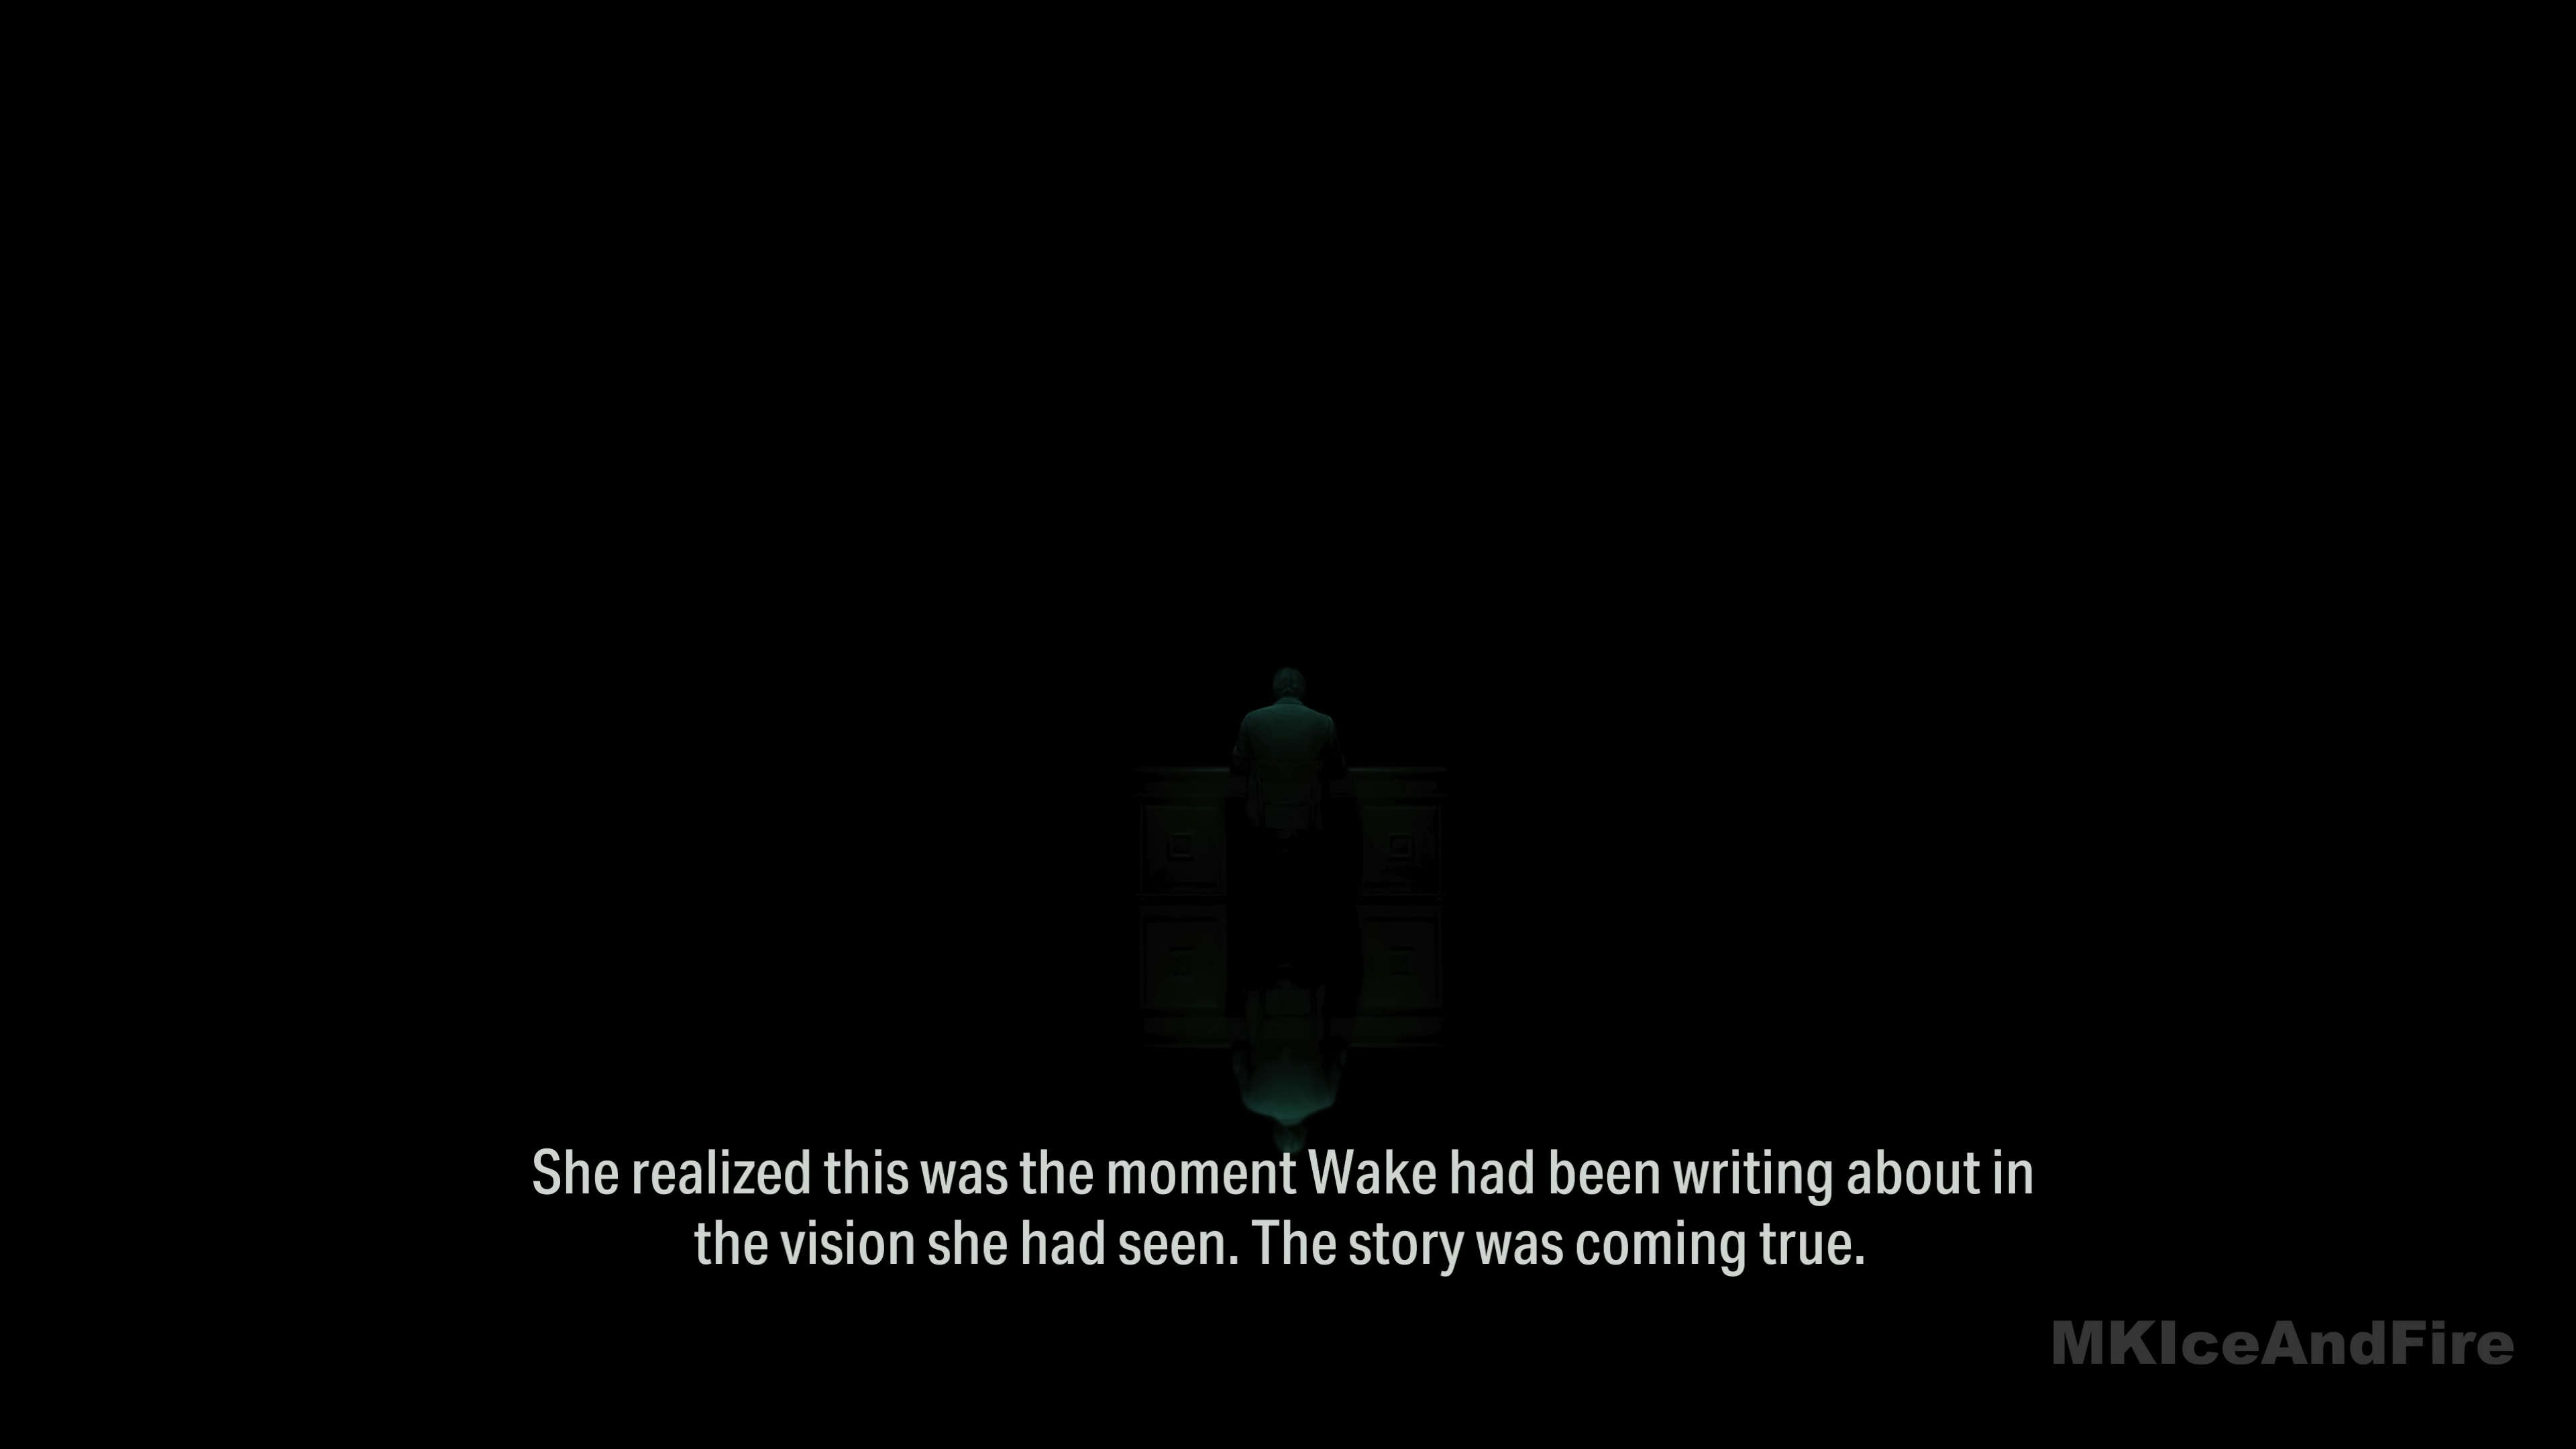 She realized this was the moment Wake had been writing about in
the vision she had seen. The story was coming true.
MKIceAndFire